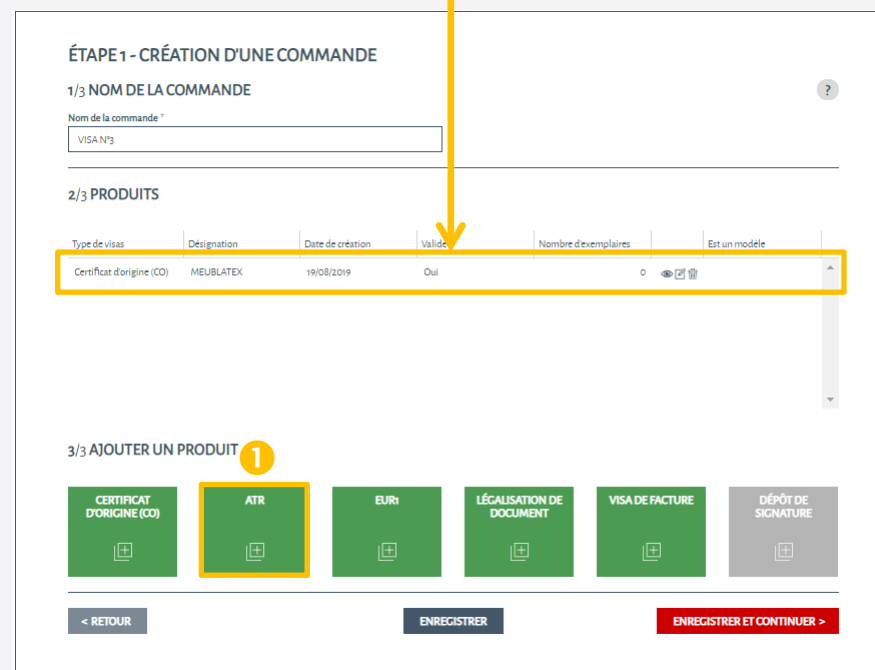 ÉTAPE 1 - CRÉATION D'UNE COMMANDE
1/3 NOM DE LA COMMANDE
?
Nom de la commande *
VISA N°3
2/3 PRODUITS
Type de visas Désignation Date de création Valide Nombre d'exemplaires Est un modéle
Certificat d'origine (CO) MEUBLATEX 19/08/2019 Oui 0
3/3 AJOUTER UN PRODUIT
1
CERTIFICAT D'ORIGINE (CO)
ATR
EUR1
LÉGALISATION DE DOCUMENT
VISA DE FACTURE
DÉPÔT DE SIGNATURE
< RETOUR ENREGISTRER ENREGISTRER ET CONTINUER >